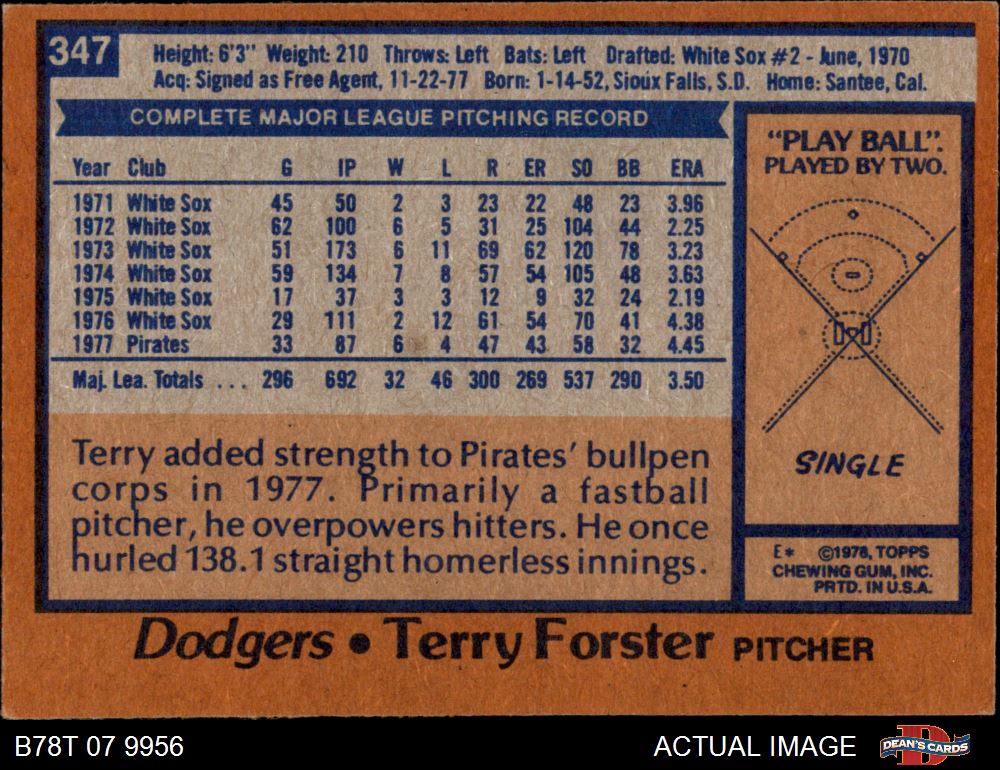 347
Height: 6'3" Weight: 210 Throws: Left Bats: Left Drafted: White Sox #2 - June, 1970
Acq: Signed as Free Agent, 11-22-77 Born: 1-14-52, Sioux Falls, S.D. Home: Santee, Cal.
COMPLETE MAJOR LEAGUE PITCHING RECORD
Year Club G IP W L R ER SO BB ERA
1971 White Sox 45 50 2 3 23 22 48 23 3.96
1972 White Sox 62 100 6 5 31 25 104 44 2.25
1973 White Sox 51 173 6 11 69 62 120 78 3.23
1974 White Sox 59 134 7 8 57 54 105 48 3.63
1975 White Sox 17 37 3 3 12 9 32 24 2.19
1976 White Sox 29 111 2 12 61 54 70 41 4.38
1977 Pirates 33 87 6 4 47 43 58 32 4.45
Maj. Lea. Totals ... 296 692 32 46 300 269 537 290 3.50
Terry added strength to Pirates' bullpen
corps in 1977. Primarily a fastball
pitcher, he overpowers hitters. He once
hurled 138.1 straight homerless innings.
"PLAY BALL".
PLAYED BY TWO.
SINGLE
E* ©1978, TOPPS
CHEWING GUM, INC.
PRTD. IN U.S.A.
Dodgers • Terry Forster PITCHER
B78T 07 9956 ACTUAL IMAGE DEAN'S CARDS